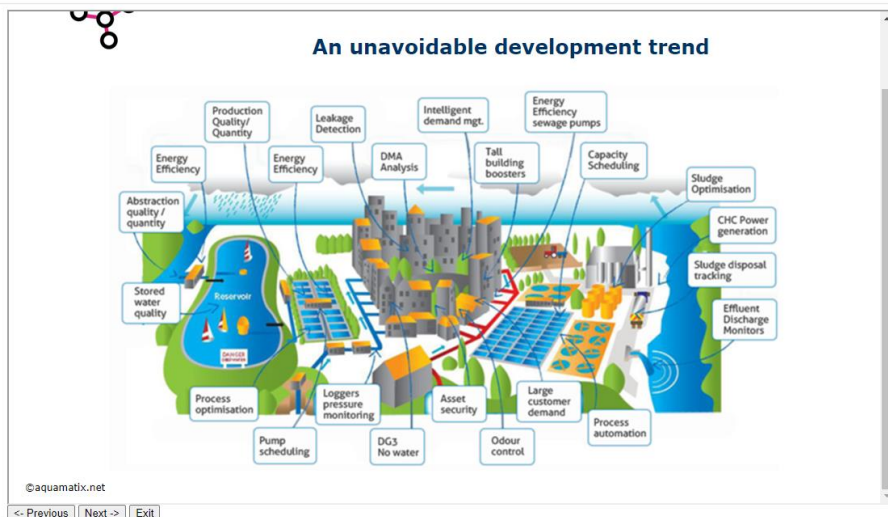 An unavoidable development trend
Production
Quality/
Quantity
Leakage
Detection
Intelligent
demand mgt.
Energy
Efficiency
sewage pumps
Energy
Efficiency
Energy
Efficiency
DMA
Analysis
Tall
building
boosters
Capacity
Scheduling
Sludge
Optimisation
Abstraction
quality /
quantity
CHC Power
generation
Stored
water
quality
Reservoir
Sludge disposal
tracking
Effluent
Discharge
Monitors
DANGER
Process
optimisation
Loggers
pressure
monitoring
Asset
security
Large
customer
demand
Process
automation
Pump
scheduling
DG3
No water
Odour
control
©aquamatix.net
<- Previous
Next ->
Exit